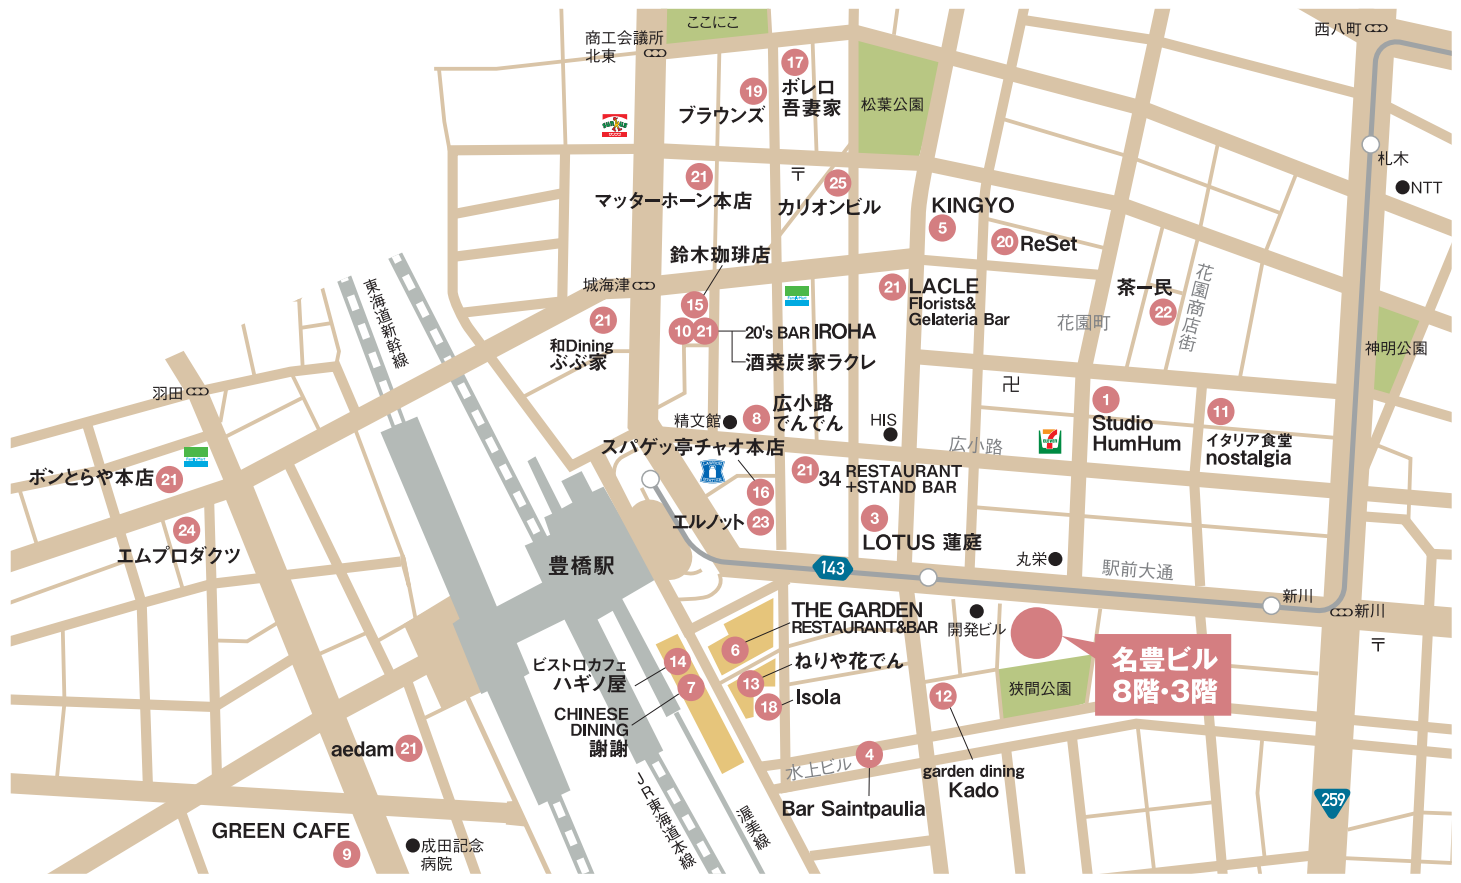 ここにこ
商工会議所
北東
西八町
17
ボレロ
吾妻家
19
ブラウンズ
松葉公園
札木
NTT
〒
21
マッターホーン本店
25
カリオンビル
KINGYO
5
20
ReSet
鈴木珈琲店
東海道新幹線
城海津
15
21
LACLE
Florists&
Gelateria Bar
花園町
茶一民
22
花園商店街
21
和Dining
ぶぶ家
10
21
20's BAR IROHA
酒菜炭家ラクレ
神明公園
羽田
卍
1
Studio
HumHum
11
イタリア食堂
nostalgia
精文館
8
広小路
でんでん
HIS
広小路
7
スパゲッ亭チャオ本店
16
21
34 RESTAURANT
+STAND BAR
ボンとらや本店
21
24
エムプロダクツ
エルノット
23
3
LOTUS 蓮庭
豊橋駅
143
丸栄
駅前大通
新川
新川
〒
THE GARDEN
RESTAURANT&BAR
6
開発ビル
名豊ビル
8階・3階
狭間公園
ビストロカフェ
ハギノ屋
14
7
CHINESE
DINING
謝謝
ねりや花でん
13
18
Isola
12
garden dining
Kado
aedam
21
水上ビル
4
Bar Saintpaulia
JR東海道本線
渥美線
259
GREEN CAFE
9
成田記念
病院